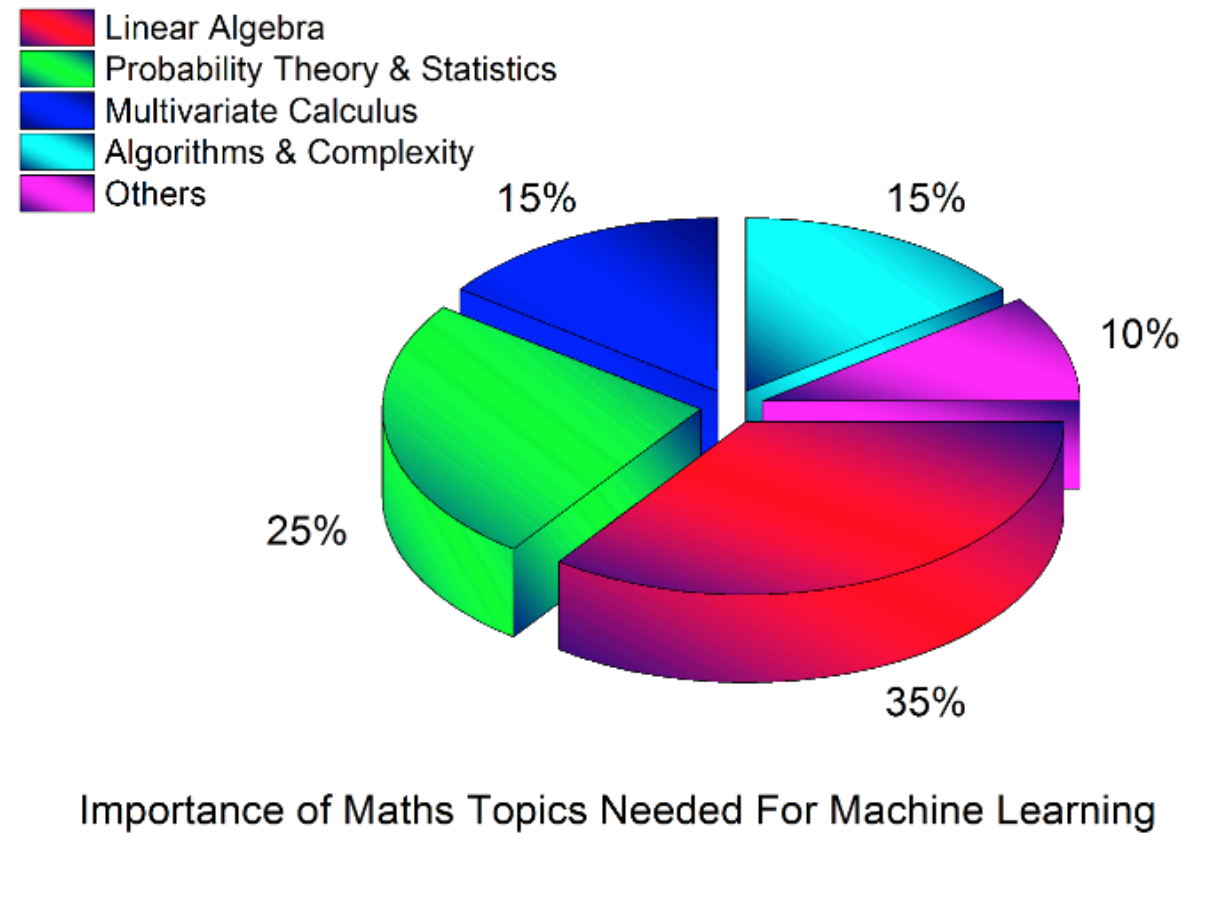 Linear Algebra
Probability Theory & Statistics
Multivariate Calculus
Algorithms & Complexity
Others
15%
15%
10%
25%
35%
Importance of Maths Topics Needed For Machine Learning